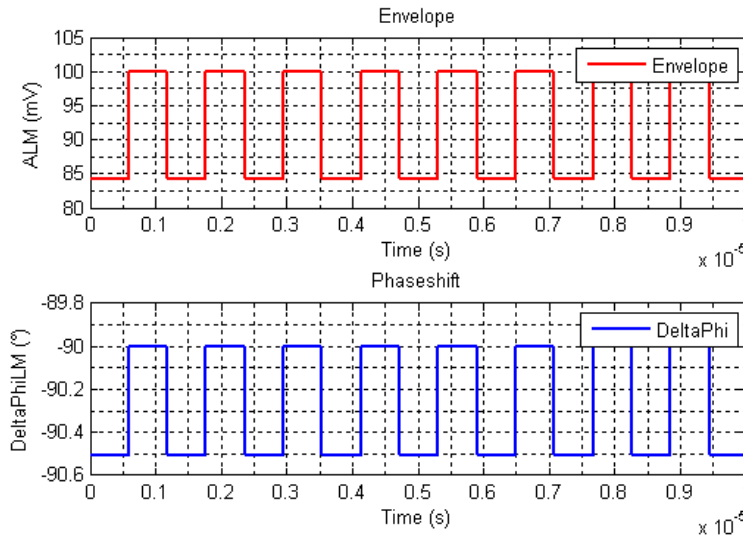 Envelope
105
100
95
90
85
80
ALM (mV)
Envelope
0 0.1 0.2 0.3 0.4 0.5 0.6 0.7 0.8 0.9
Time (s)
x 10
Phaseshift
-89.8
-90
-90.2
-90.4
-90.6
DeltaPhiLM (°)
DeltaPhi
0 0.1 0.2 0.3 0.4 0.5 0.6 0.7 0.8 0.9
Time (s)
x 10